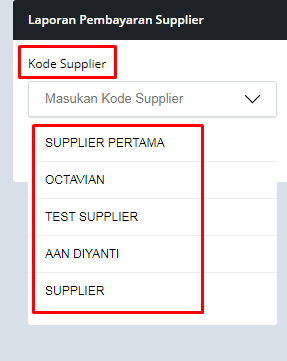 Laporan Pembayaran Supplier
Kode Supplier
Masukan Kode Supplier
SUPPLIER PERTAMA
OCTAVIAN
TEST SUPPLIER
AAN DIYANTI
SUPPLIER